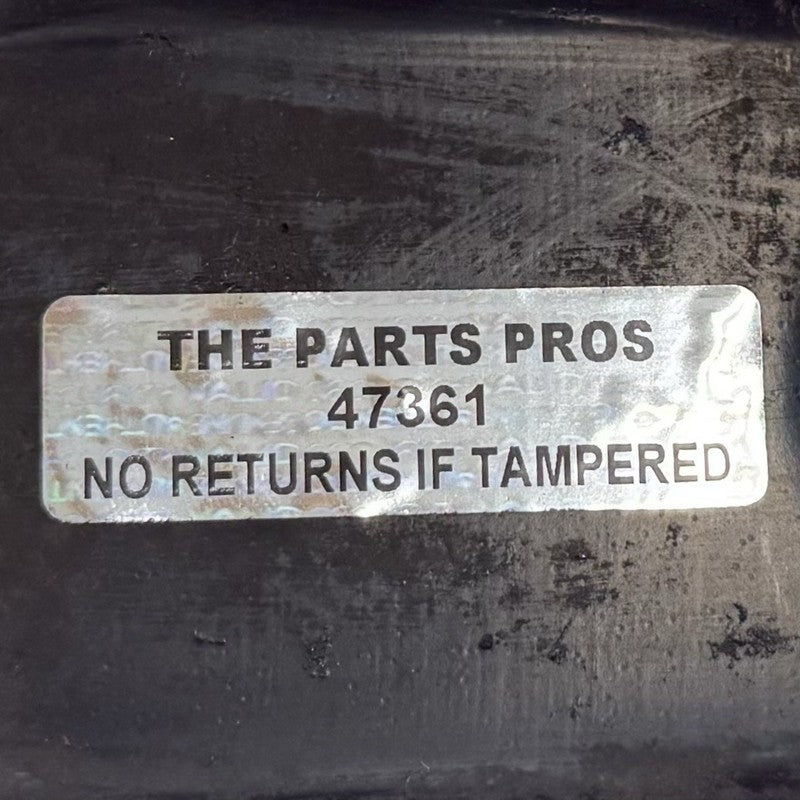 THE PARTS PROS
47361
NO RETURNS IF TAMPERED